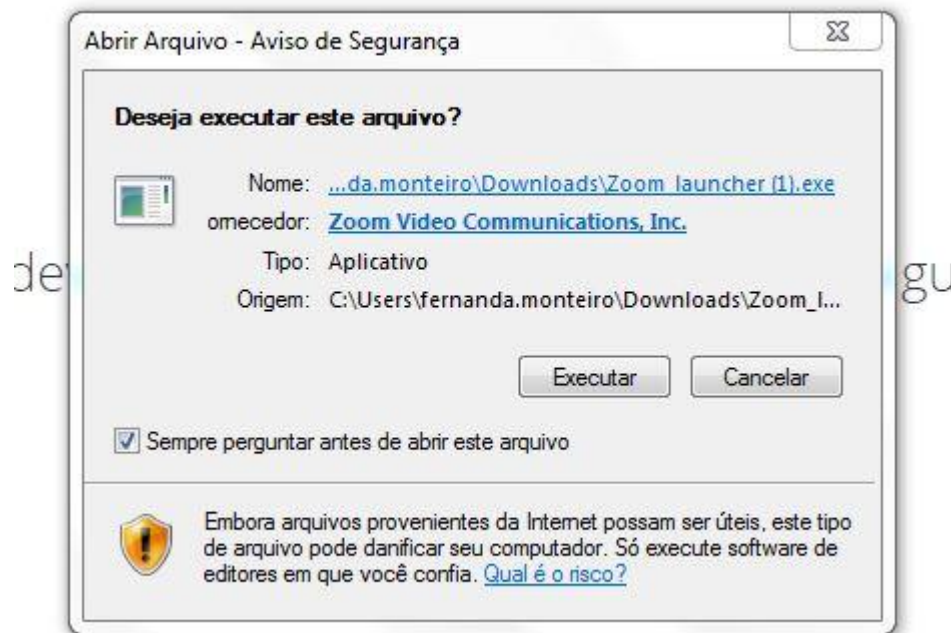 Abrir Arquivo - Aviso de Segurança
Deseja executar este arquivo?
Nome: ...da.monteiro\Downloads\Zoom_launcher (1).exe
ornecedor: Zoom Video Communications, Inc.
Tipo: Aplicativo
de
gu
Origem: C:\Users\fernanda.monteiro\Downloads\Zoom_l...
Executar Cancelar
Sempre perguntar antes de abrir este arquivo
Embora arquivos provenientes da Internet possam ser úteis, este tipo
de arquivo pode danificar seu computador. Só execute software de
editores em que você confia. Qual é o risco?